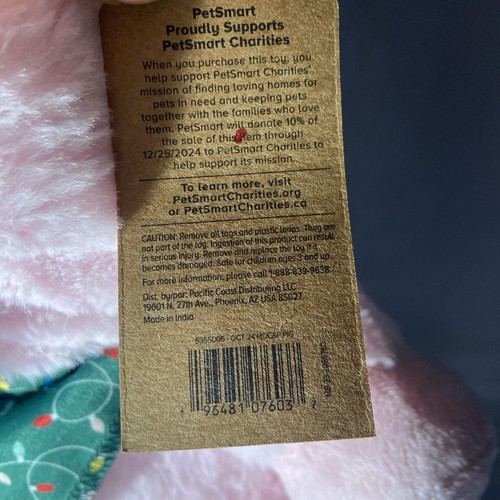 PetSmart
Proudly Supports
PetSmart Charities
When you purchase this toy, you
help support PetSmart Charities'
mission of finding loving homes for
pets in need and keeping pets
together with the families who love
them. PetSmart will donate 10% of
the sale of this item through
12/25/2024 to PetSmart Charities to
help support its mission.
To learn more, visit
PetSmartCharities.org
or PetSmartCharities.ca
CAUTION: Remove all tags and plastic loops. They are
not part of the toy. Ingestion of this product can result
in serious injury. Remove and replace the toy if it
becomes damaged. Safe for children ages 3 and up.
For more information, please call 1-888-839-9638.
Dist. by/par: Pacific Coast Distributing LLC
19601 N. 27th Ave., Phoenix, AZ USA 85027
Made in India
96481 07603